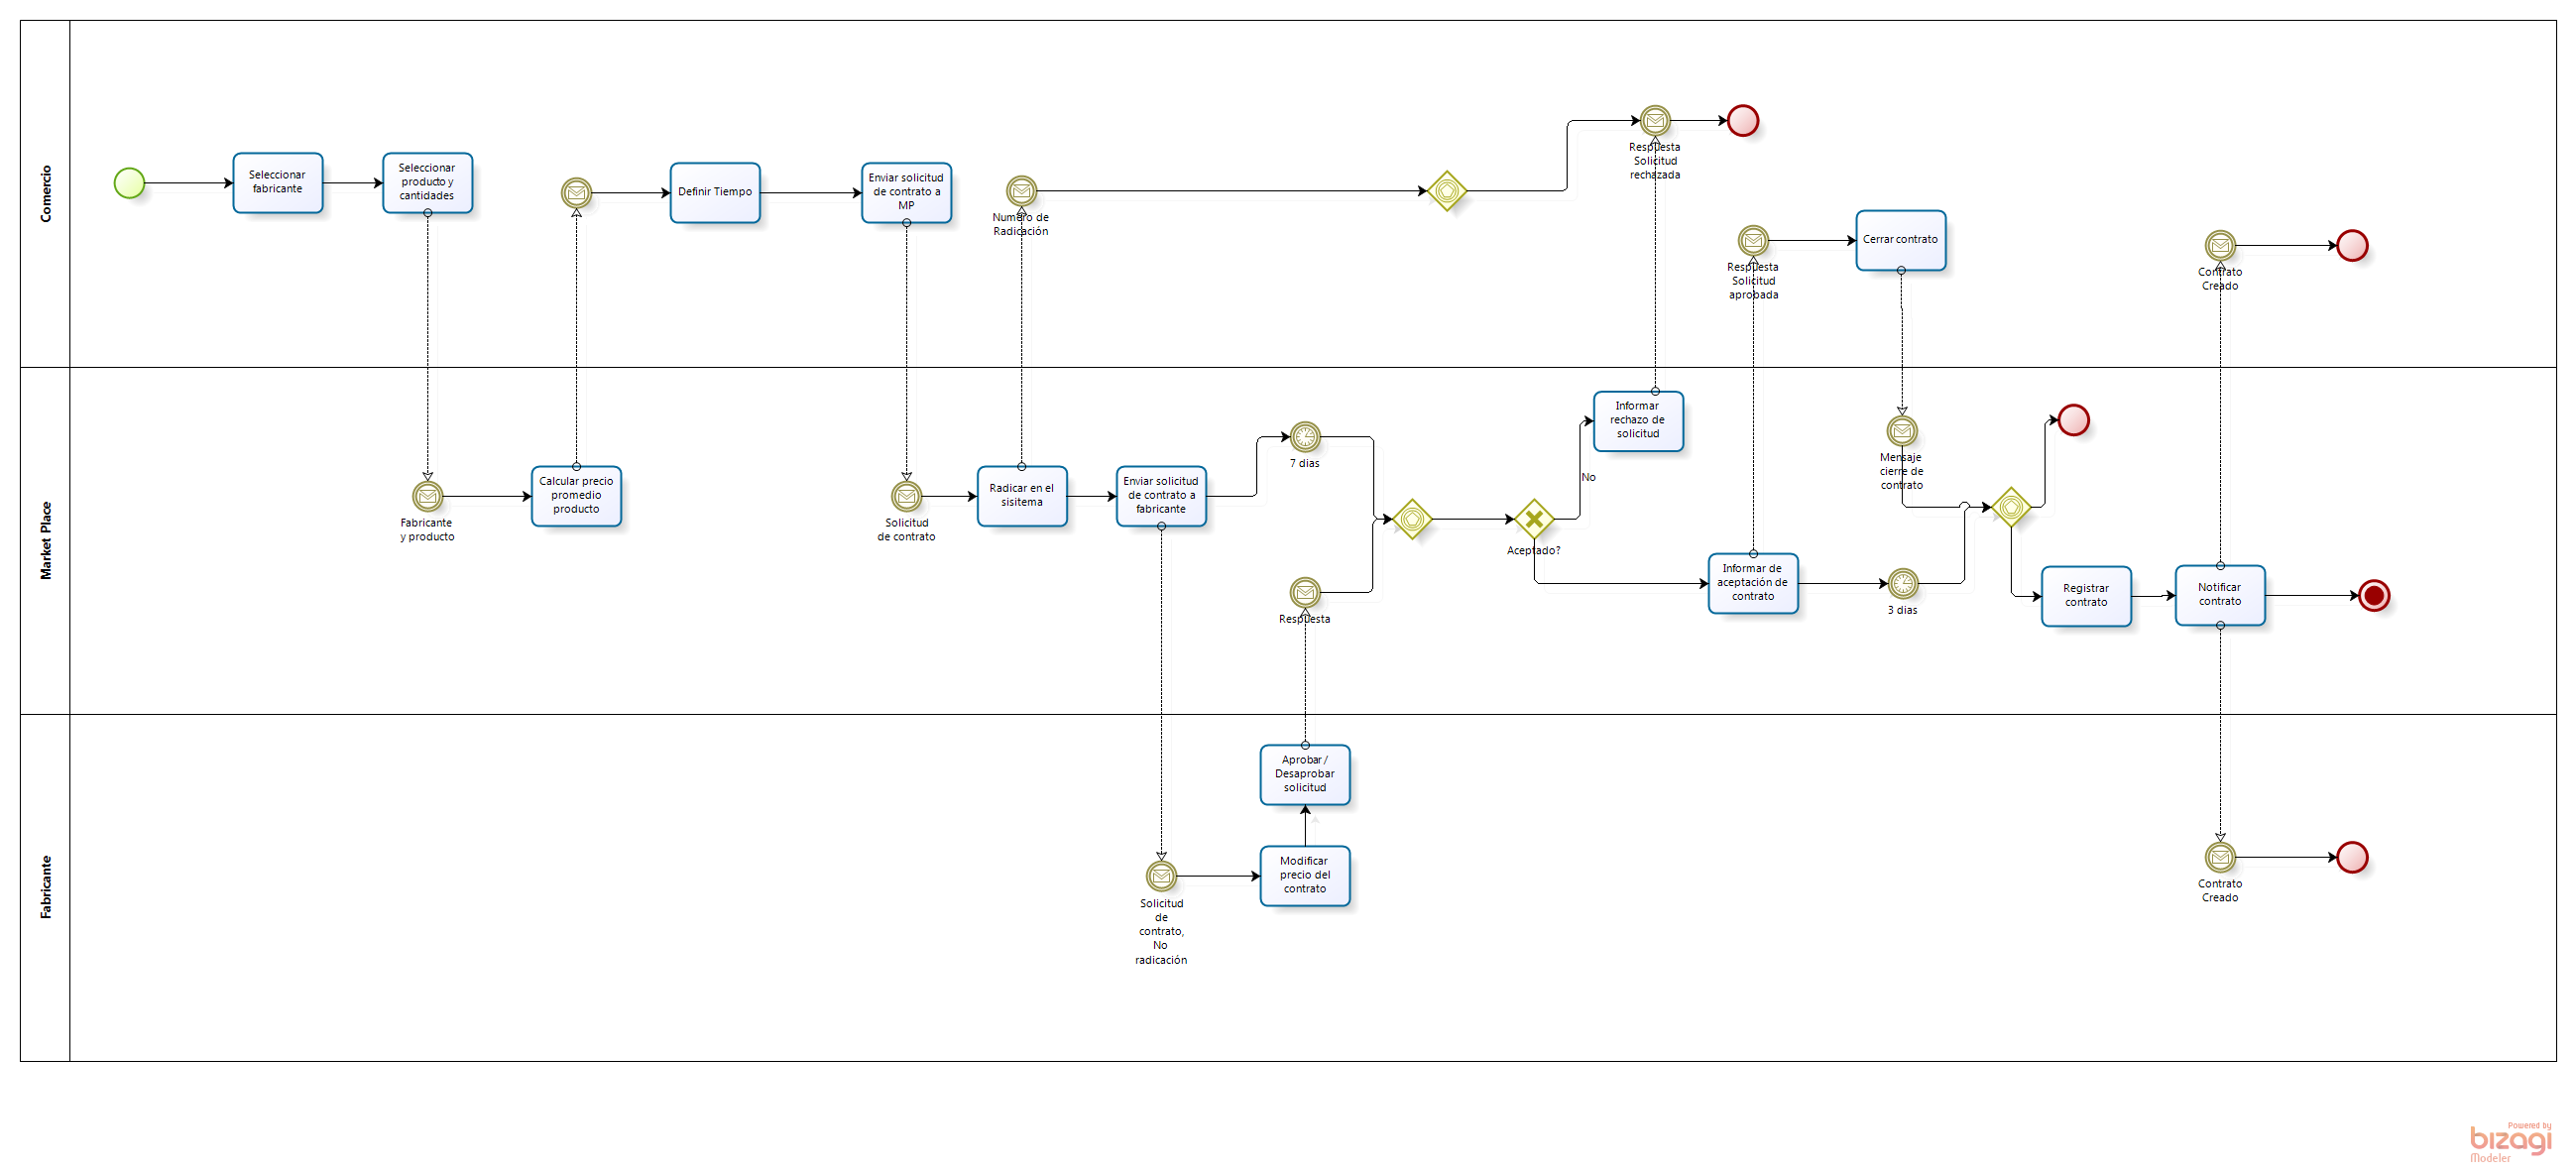 Comercio
Seleccionar
fabricante
Seleccionar
producto y
cantidades
Definir Tiempo
Enviar solicitud
de contrato a
MP
Numero de
Radicación
Respuesta
Solicitud
rechazada
Respuesta
Solicitud
aprobada
Cerrar contrato
Contrato
Creado
Market Place
Fabricante
y producto
Calcular precio
promedio
producto
Solicitud
de contrato
Radicar en el
sisitema
Enviar solicitud
de contrato a
fabricante
7 dias
Respuesta
Aceptado?
No
Informar
rechazo de
solicitud
Informar de
aceptación de
contrato
Mensaje
cierre de
contrato
3 dias
Registrar
contrato
Notificar
contrato
Fabricante
Solicitud
de
contrato,
No
radicación
Aprobar /
Desaprobar
solicitud
Modificar
precio del
contrato
Contrato
Creado
Powered by
bizagi
Modeler